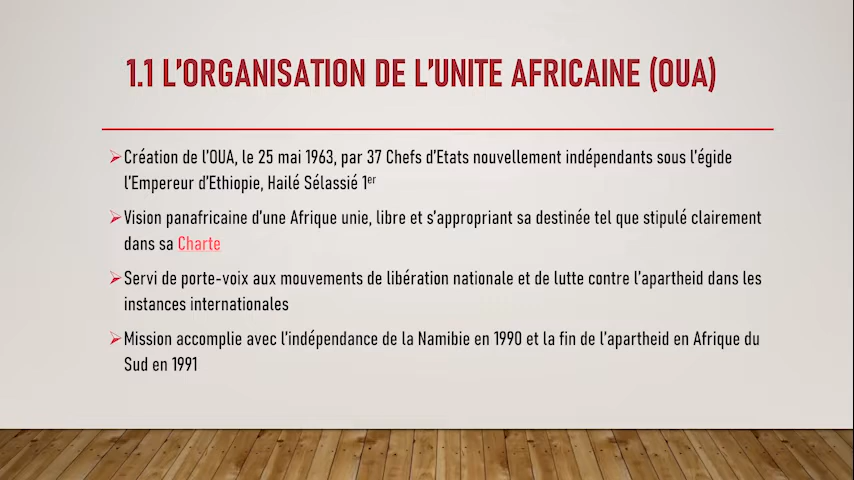 1.1 L'ORGANISATION DE L'UNITE AFRICAINE (OUA)
Création de l'OUA, le 25 mai 1963, par 37 Chefs d'Etats nouvellement indépendants sous l'égide
l'Empereur d'Ethiopie, Hailé Sélassié 1er
Vision panafricaine d'une Afrique unie, libre et s'appropriant sa destinée tel que stipulé clairement
dans sa Charte
Servi de porte-voix aux mouvements de libération nationale et de lutte contre l'apartheid dans les
instances internationales
Mission accomplie avec l'indépendance de la Namibie en 1990 et la fin de l'apartheid en Afrique du
Sud en 1991